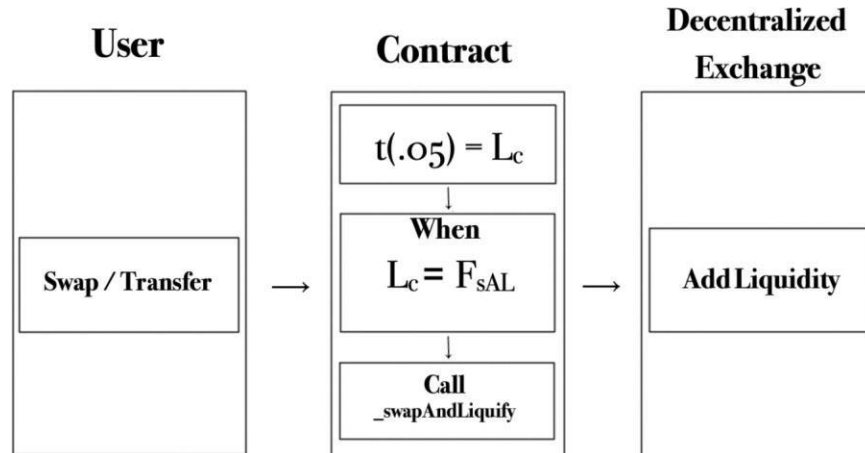 User
Swap / Transfer
→
Contract
t(.05) = Lc
↓
When
Lc = FsAL
↓
Call
_swapAndLiquify
→
Decentralized
Exchange
Add Liquidity